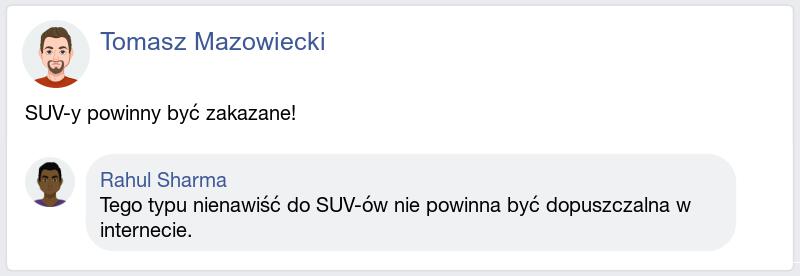 Tomasz Mazowiecki
SUV-y powinny być zakazane!
Rahul Sharma
Tego typu nienawiść do SUV-ów nie powinna być dopuszczalna w
internecie.